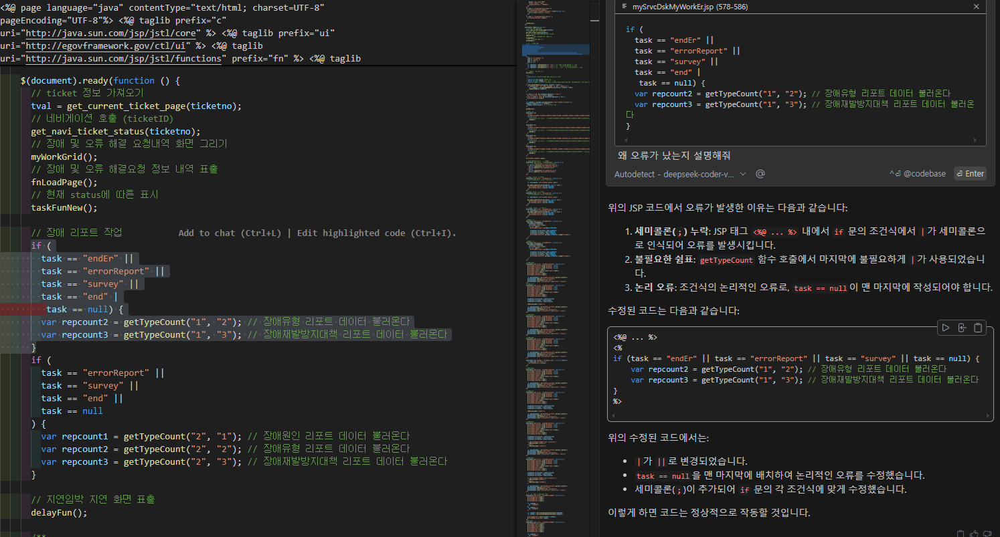 <%@ page language="java" contentType="text/html; charset=UTF-8"
pageEncoding="UTF-8"%> <%@ taglib prefix="c"
uri="http://java.sun.com/jsp/jstl/core" %> <%@ taglib prefix="ui"
uri="http://egovframework.gov/ctl/ui" %> <%@ taglib
uri="http://java.sun.com/jsp/jstl/functions" prefix="fn" %> <%@ taglib
$(document).ready(function () {
// ticket 정보 가져오기
tval = get_current_ticket_page(ticketno);
// 네비게이션 호출 (ticketID)
get_navi_ticket_status(ticketno);
// 장애 및 오류 해결 요청내역 화면 그리기
myWorkGrid();
// 장애 및 오류 해결요청 정보 내역 표출
fnLoadPage();
// 현재 status에 따른 표시
taskFunNew();
// 장애 리포트 작업 Add to chat (Ctrl+L) | Edit highlighted code (Ctrl+I).
if (
task == "endEr" ||
task == "errorReport" ||
task == "survey" ||
task == "end" |
task == null) {
var repcount2 = getTypeCount("1", "2"); // 장애유형 리포트 데이터 불러온다
var repcount3 = getTypeCount("1", "3"); // 장애재발방지대책 리포트 데이터 불러온다
}
if (
task == "errorReport" ||
task == "survey" ||
task == "end" ||
task == null
) {
var repcount1 = getTypeCount("2", "1"); // 장애원인 리포트 데이터 불러온다
var repcount2 = getTypeCount("2", "2"); // 장애유형 리포트 데이터 불러온다
var repcount3 = getTypeCount("2", "3"); // 장애재발방지대책 리포트 데이터 불러온다
}
// 지연임박 지연 화면 표출
delayFun();
/**
mySrvcDskMyWorkEr.jsp (578-586)
if (
task == "endEr" ||
task == "errorReport" ||
task == "survey" ||
task == "end" |
task == null) {
var repcount2 = getTypeCount("1", "2"); // 장애유형 리포트 데이터 불러온다
var repcount3 = getTypeCount("1", "3"); // 장애재발방지대책 리포트 데이터 불러온
다
}
왜 오류가 났는지 설명해줘
Autodetect - deepseek-coder-v... @ ^⏎ @codebase ⏎ Enter
위의 JSP 코드에서 오류가 발생한 이유는 다음과 같습니다:
1. 세미콜론(;) 누락: JSP 태그 <%@ ... %> 내에서 if 문의 조건식에서 |가 세미콜론으
로 인식되어 오류를 발생시킵니다.
2. 불필요한 쉼표: getTypeCount 함수 호출에서 마지막에 불필요하게 |가 사용되었습니
다.
3. 논리 오류: 조건식의 논리적인 오류로, task == null이 맨 마지막에 작성되어야 합니다.
수정된 코드는 다음과 같습니다:
<%@ ... %>
<%
if (task == "endEr" || task == "errorReport" || task == "survey" || task == null) {
var repcount2 = getTypeCount("1", "2"); // 장애유형 리포트 데이터 불러온다
var repcount3 = getTypeCount("1", "3"); // 장애재발방지대책 리포트 데이터 불러온다
}
%>
위의 수정된 코드에서는:
• |가 ||로 변경되었습니다.
• task == null을 맨 마지막에 배치하여 논리적인 오류를 수정했습니다.
• 세미콜론(;)이 추가되어 if 문의 각 조건식에 맞게 수정했습니다.
이렇게 하면 코드는 정상적으로 작동할 것입니다.